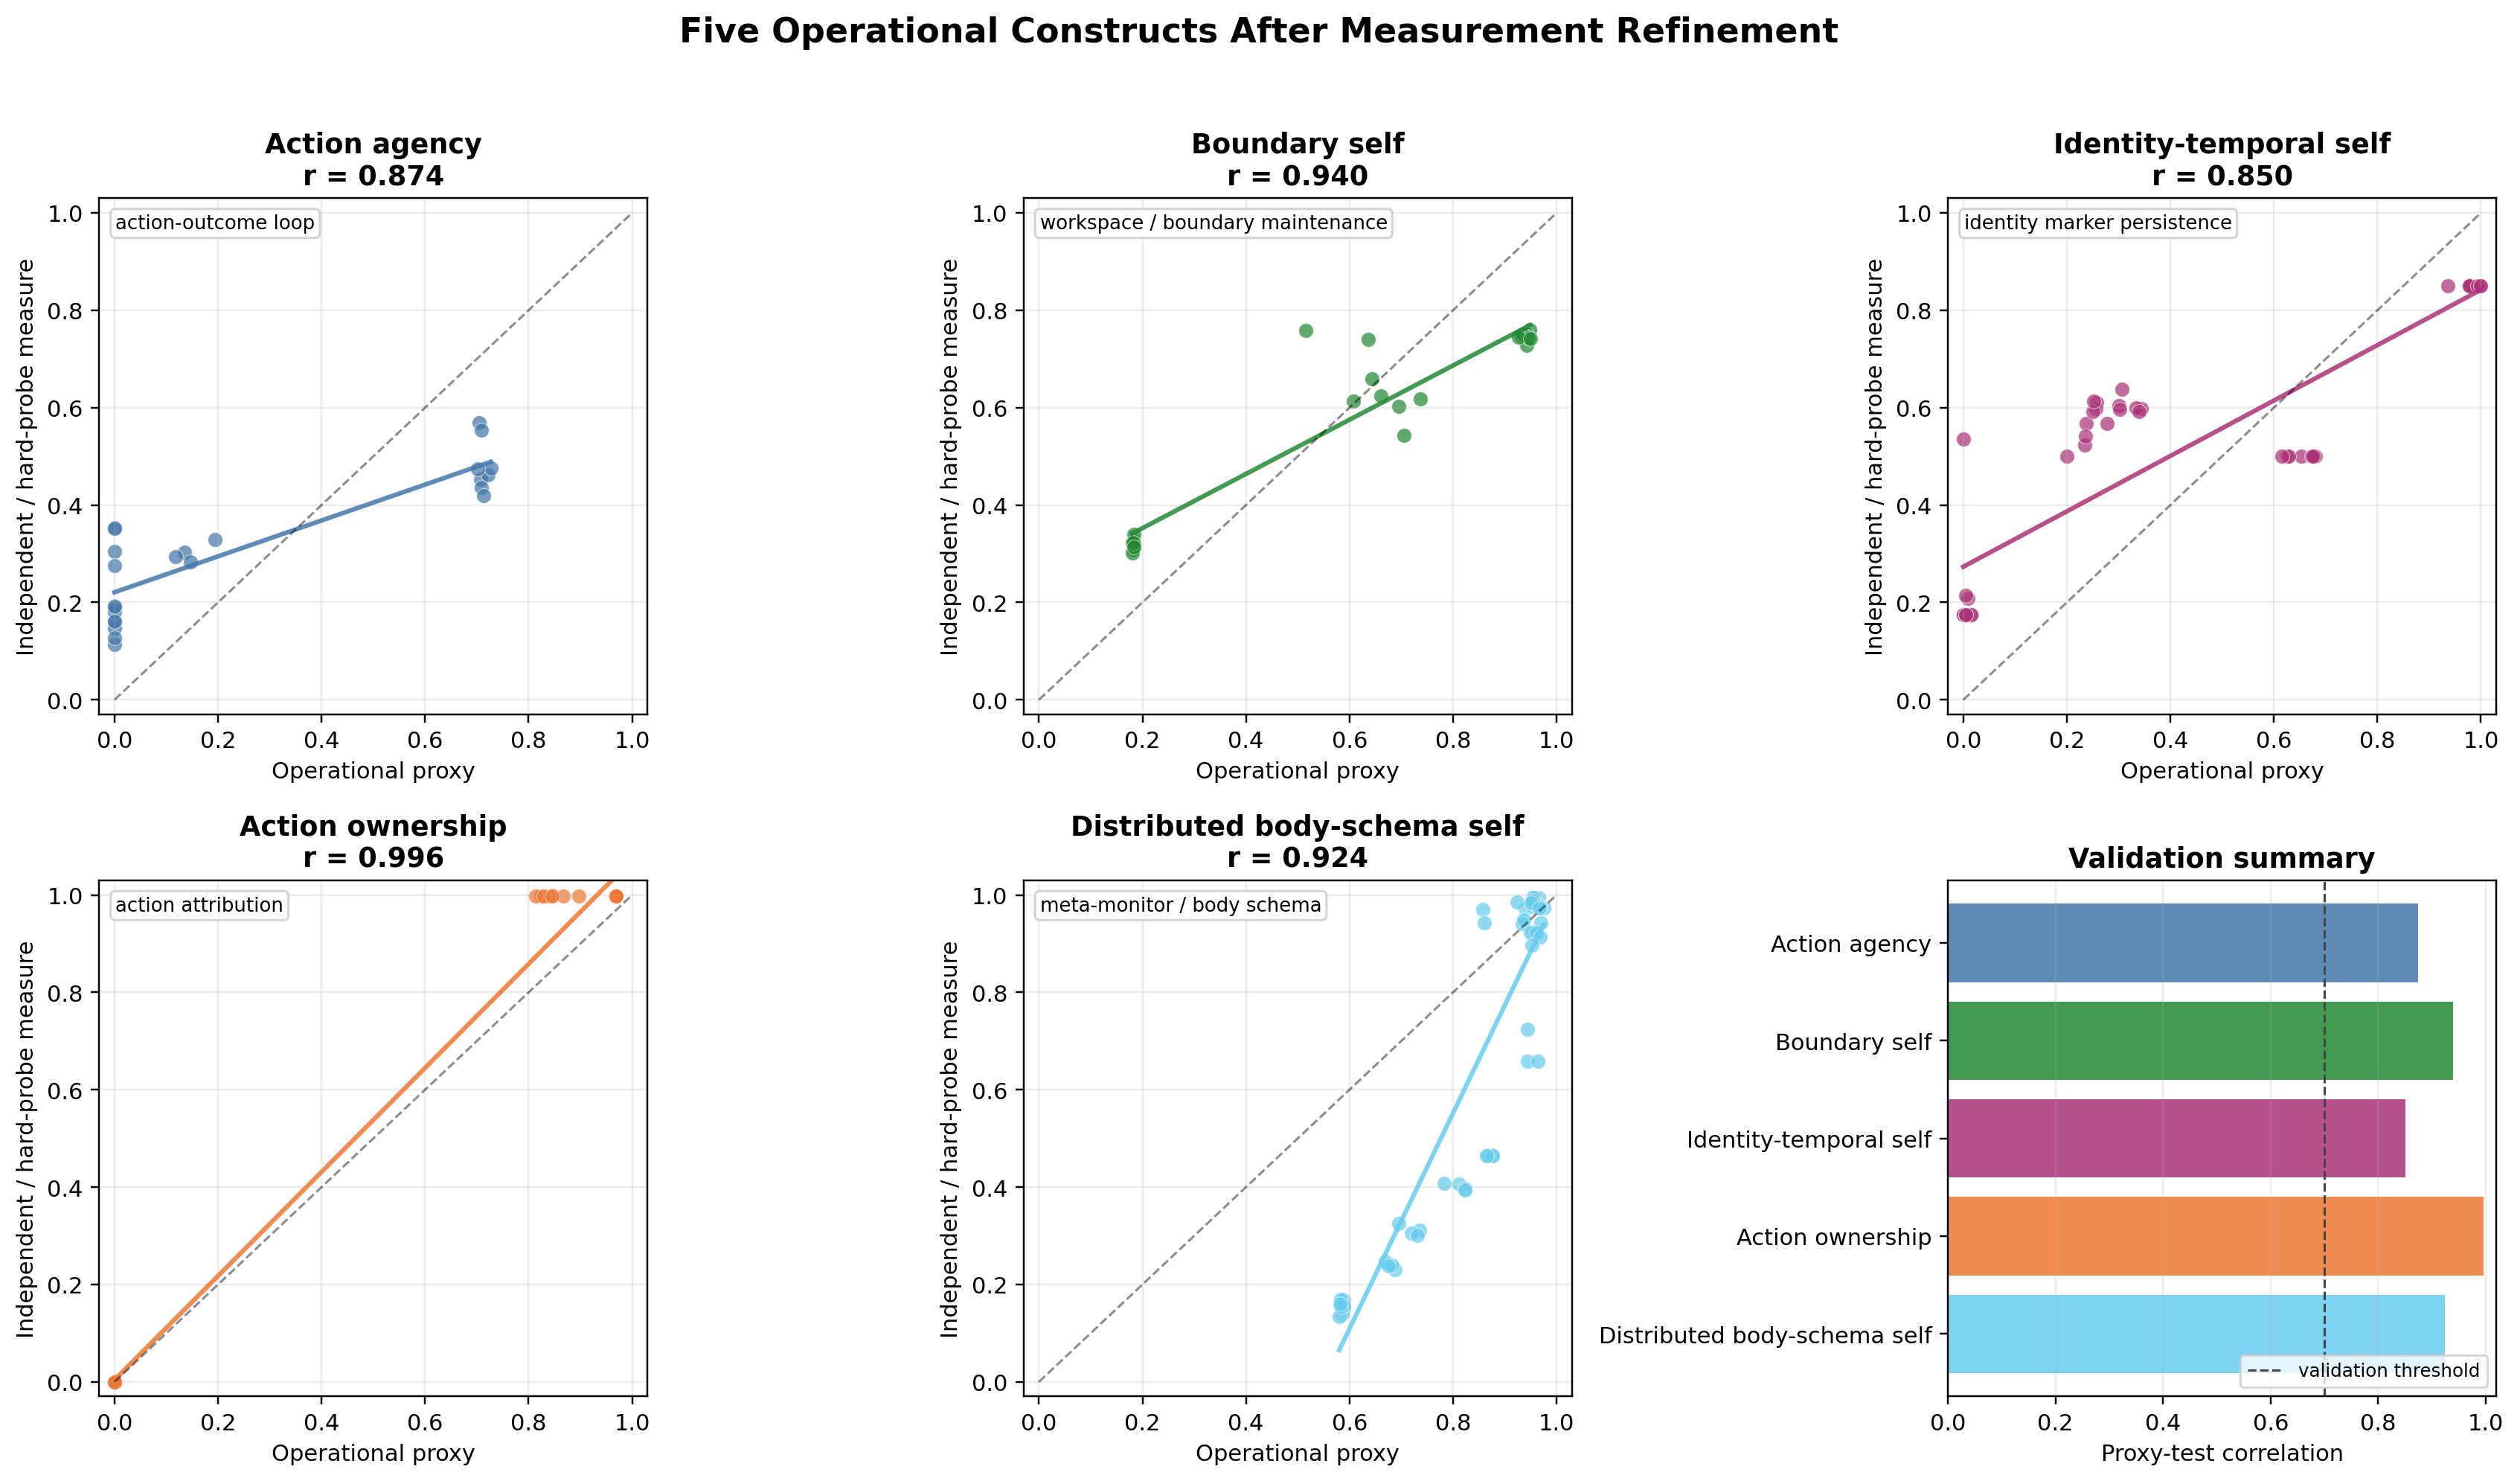 Five Operational Constructs After Measurement Refinement
Action agency
r = 0.874
action-outcome loop
Independent / hard-probe measure
1.0
0.8
0.6
0.4
0.2
0.0
0.0 0.2 0.4 0.6 0.8 1.0
Operational proxy
Boundary self
r = 0.940
workspace / boundary maintenance
Independent / hard-probe measure
1.0
0.8
0.6
0.4
0.2
0.0
0.0 0.2 0.4 0.6 0.8 1.0
Operational proxy
Identity-temporal self
r = 0.850
identity marker persistence
Independent / hard-probe measure
1.0
0.8
0.6
0.4
0.2
0.0
0.0 0.2 0.4 0.6 0.8 1.0
Operational proxy
Action ownership
r = 0.996
action attribution
Independent / hard-probe measure
1.0
0.8
0.6
0.4
0.2
0.0
0.0 0.2 0.4 0.6 0.8 1.0
Operational proxy
Distributed body-schema self
r = 0.924
meta-monitor / body schema
Independent / hard-probe measure
1.0
0.8
0.6
0.4
0.2
0.0
0.0 0.2 0.4 0.6 0.8 1.0
Operational proxy
Validation summary
Action agency
Boundary self
Identity-temporal self
Action ownership
Distributed body-schema self
validation threshold
0.0 0.2 0.4 0.6 0.8 1.0
Proxy-test correlation